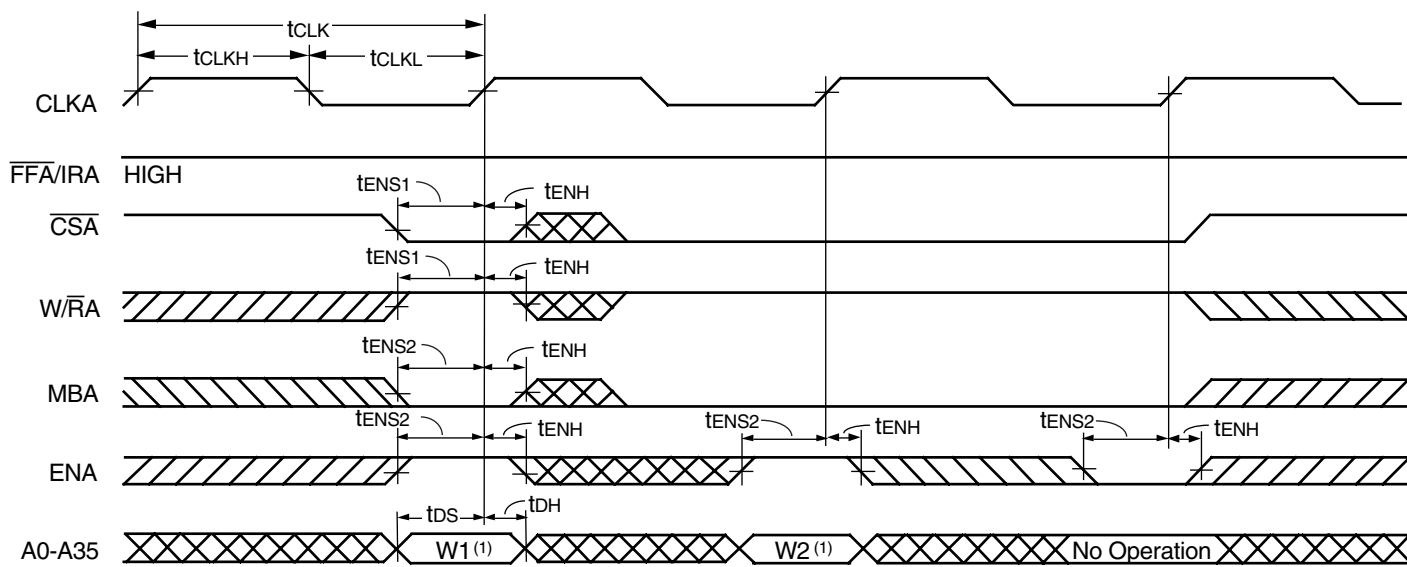 tCLK
tCLKH tCLKL
CLKA
FFA/IRA HIGH
tENS1 tENH
CSA
tENS1 tENH
W/RA
tENS2 tENH
MBA
tENS2 tENH tENS2 tENH tENS2 tENH
ENA
tDS tDH
A0-A35 W1(1) W2(1) No Operation